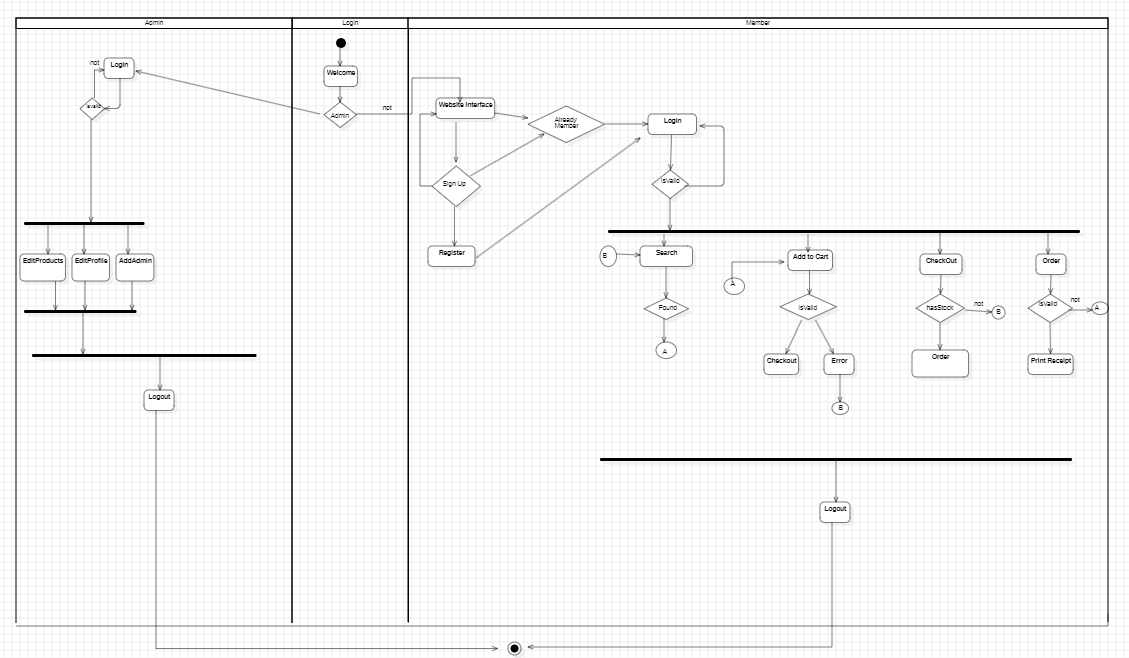 Admin
Login
Member
not
Login
isvalid
Welcome
Admin
not
Website Interface
Already
Member
Login
Sign Up
isValid
Register
EditProducts
EditProfile
AddAdmin
B
Search
Add to Cart
CheckOut
Order
A
Found
isValid
hasStock
not
B
isValid
not
A
A
Checkout
Error
Order
Print Receipt
B
Logout
Logout